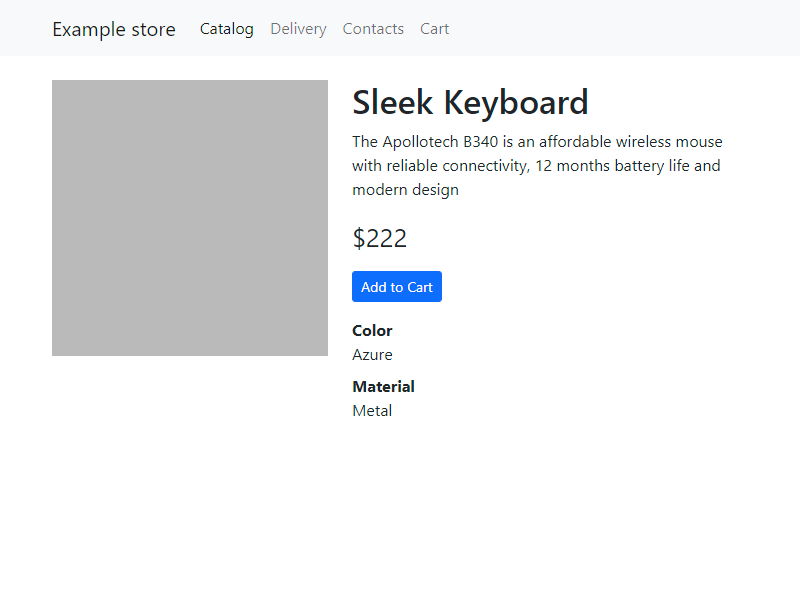 Example store Catalog Delivery Contacts Cart
Sleek Keyboard
The Apollotech B340 is an affordable wireless mouse
with reliable connectivity, 12 months battery life and
modern design
$222
Add to Cart
Color
Azure
Material
Metal